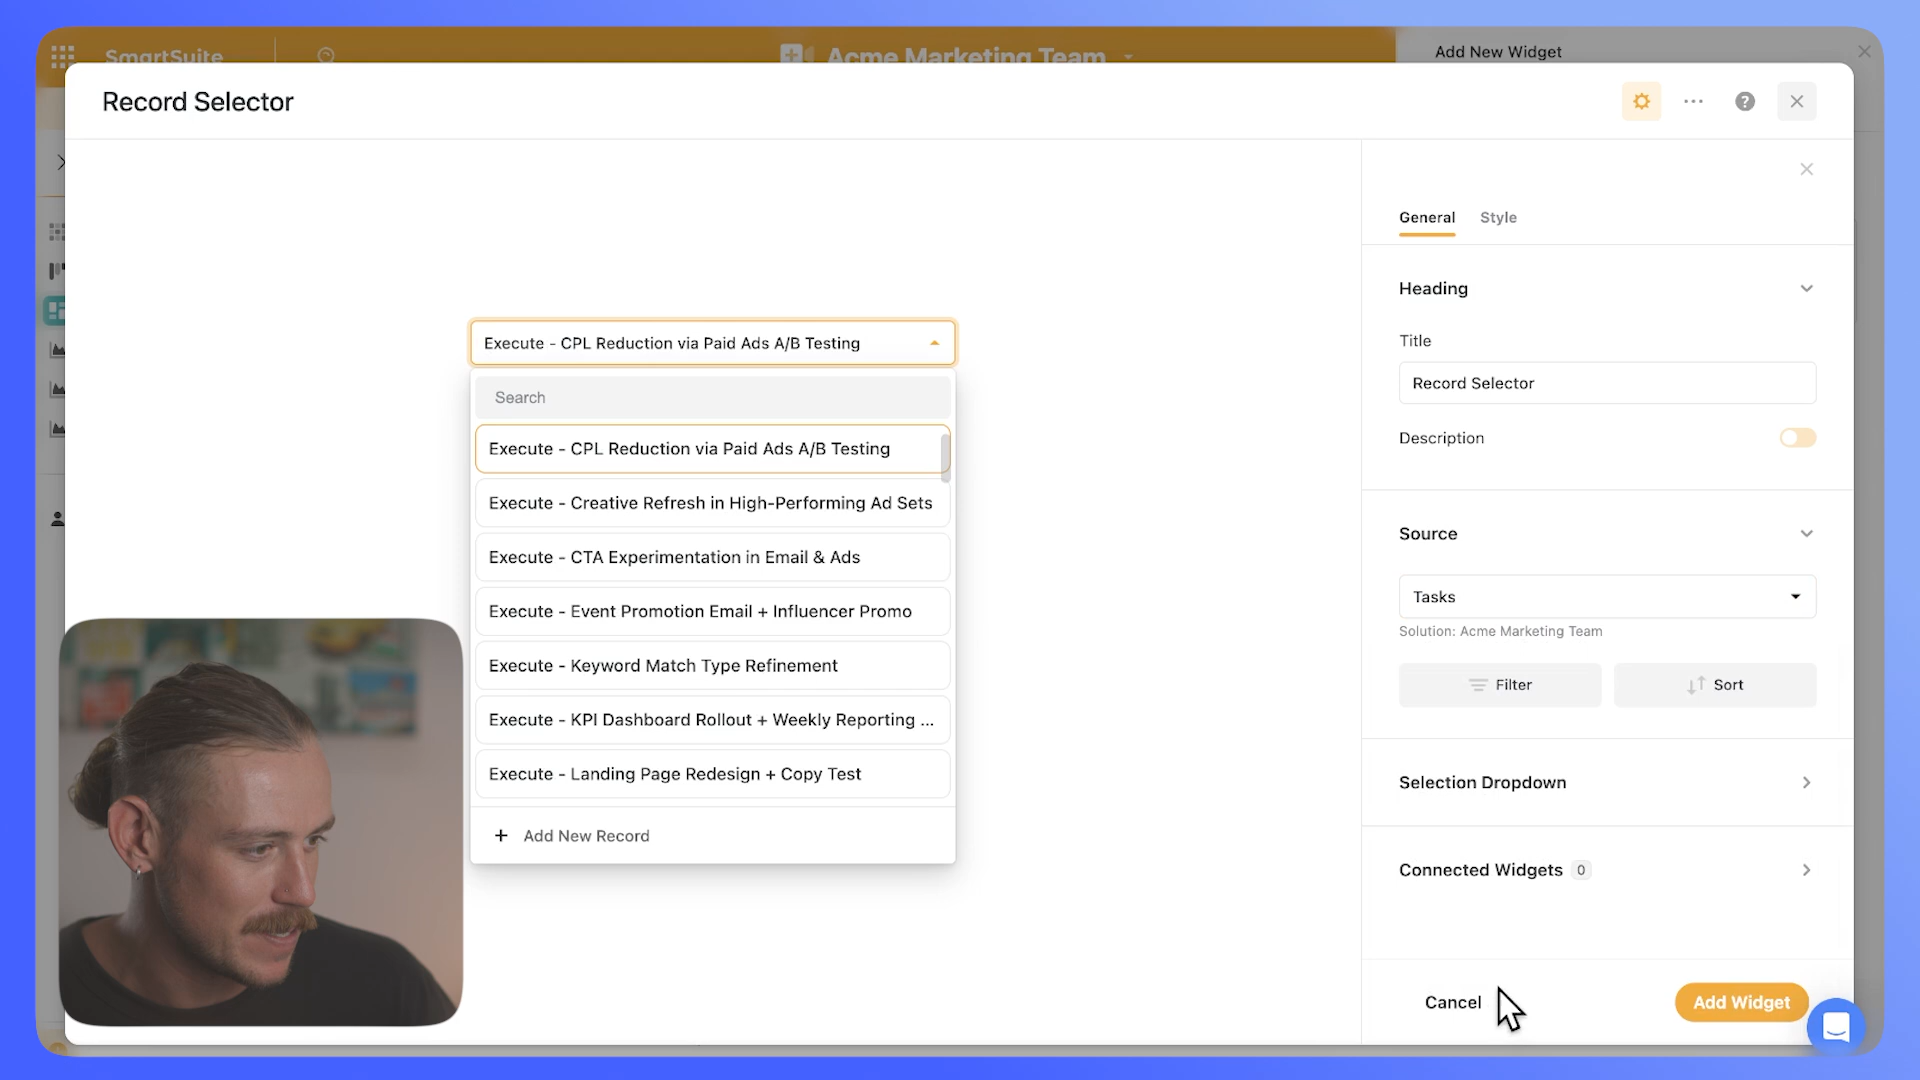 SmartSuite
Acme Marketing Team
Add New Widget
Record Selector
General
Style
Heading
Title
Record Selector
Description
Source
Tasks
Solution: Acme Marketing Team
Filter
Sort
Selection Dropdown
Connected Widgets 0
Cancel
Add Widget
Execute - CPL Reduction via Paid Ads A/B Testing
Search
Execute - CPL Reduction via Paid Ads A/B Testing
Execute - Creative Refresh in High-Performing Ad Sets
Execute - CTA Experimentation in Email & Ads
Execute - Event Promotion Email + Influencer Promo
Execute - Keyword Match Type Refinement
Execute - KPI Dashboard Rollout + Weekly Reporting ...
Execute - Landing Page Redesign + Copy Test
+ Add New Record